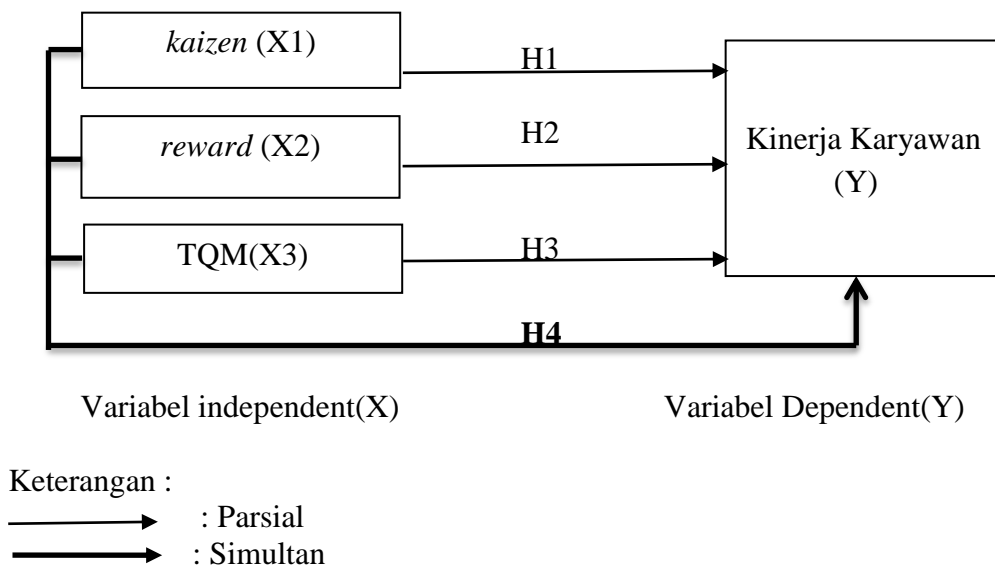 kaizen (X1)
H1
reward (X2)
H2
Kinerja Karyawan
(Y)
TQM(X3)
H3
H4
Variabel independent(X)
Variabel Dependent(Y)
Keterangan :
: Parsial
: Simultan